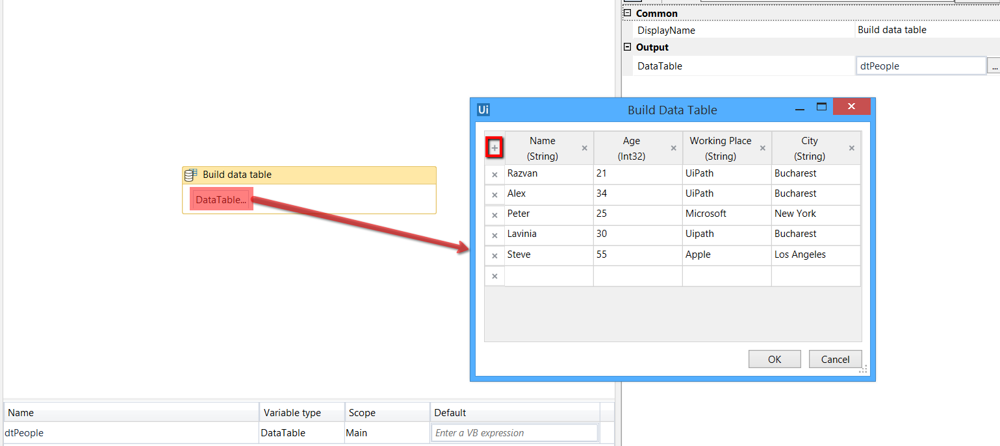 Common
DisplayName Build data table
Output
DataTable dtPeople ...
Ui Build Data Table
Name Age Working Place City
(String) (Int32) (String) (String)
Razvan 21 UiPath Bucharest
Alex 34 UiPath Bucharest
Peter 25 Microsoft New York
Lavinia 30 Uipath Bucharest
Steve 55 Apple Los Angeles
OK Cancel
Build data table
DataTable...
Name Variable type Scope Default
dtPeople DataTable Main Enter a VB expression